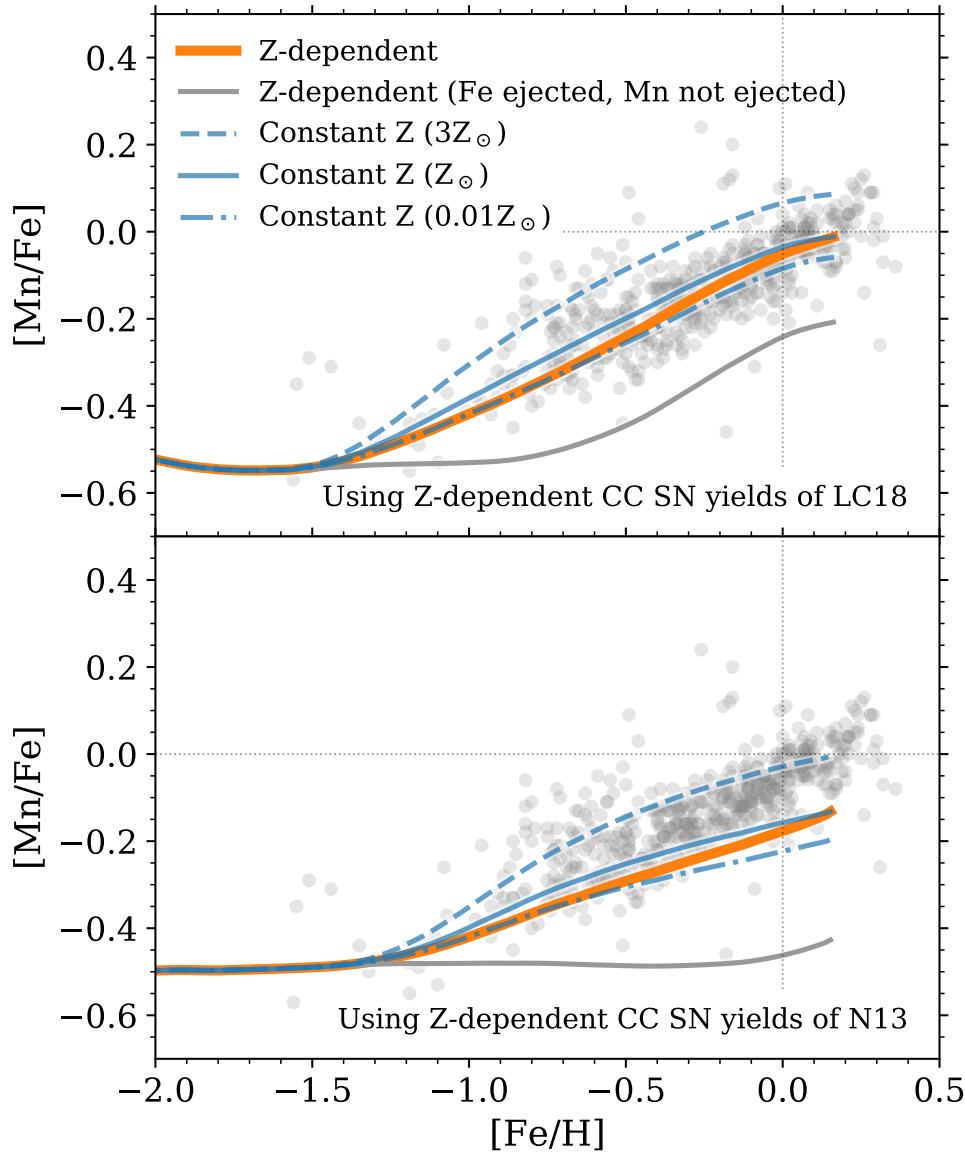 0.4
0.2
0.0
−0.2
−0.4
−0.6
[Mn/Fe]
Z-dependent
Z-dependent (Fe ejected, Mn not ejected)
Constant Z (3Z☉)
Constant Z (Z☉)
Constant Z (0.01Z☉)
Using Z-dependent CC SN yields of LC18
0.4
0.2
0.0
−0.2
−0.4
−0.6
[Mn/Fe]
Using Z-dependent CC SN yields of N13
−2.0 −1.5 −1.0 −0.5 0.0 0.5
[Fe/H]